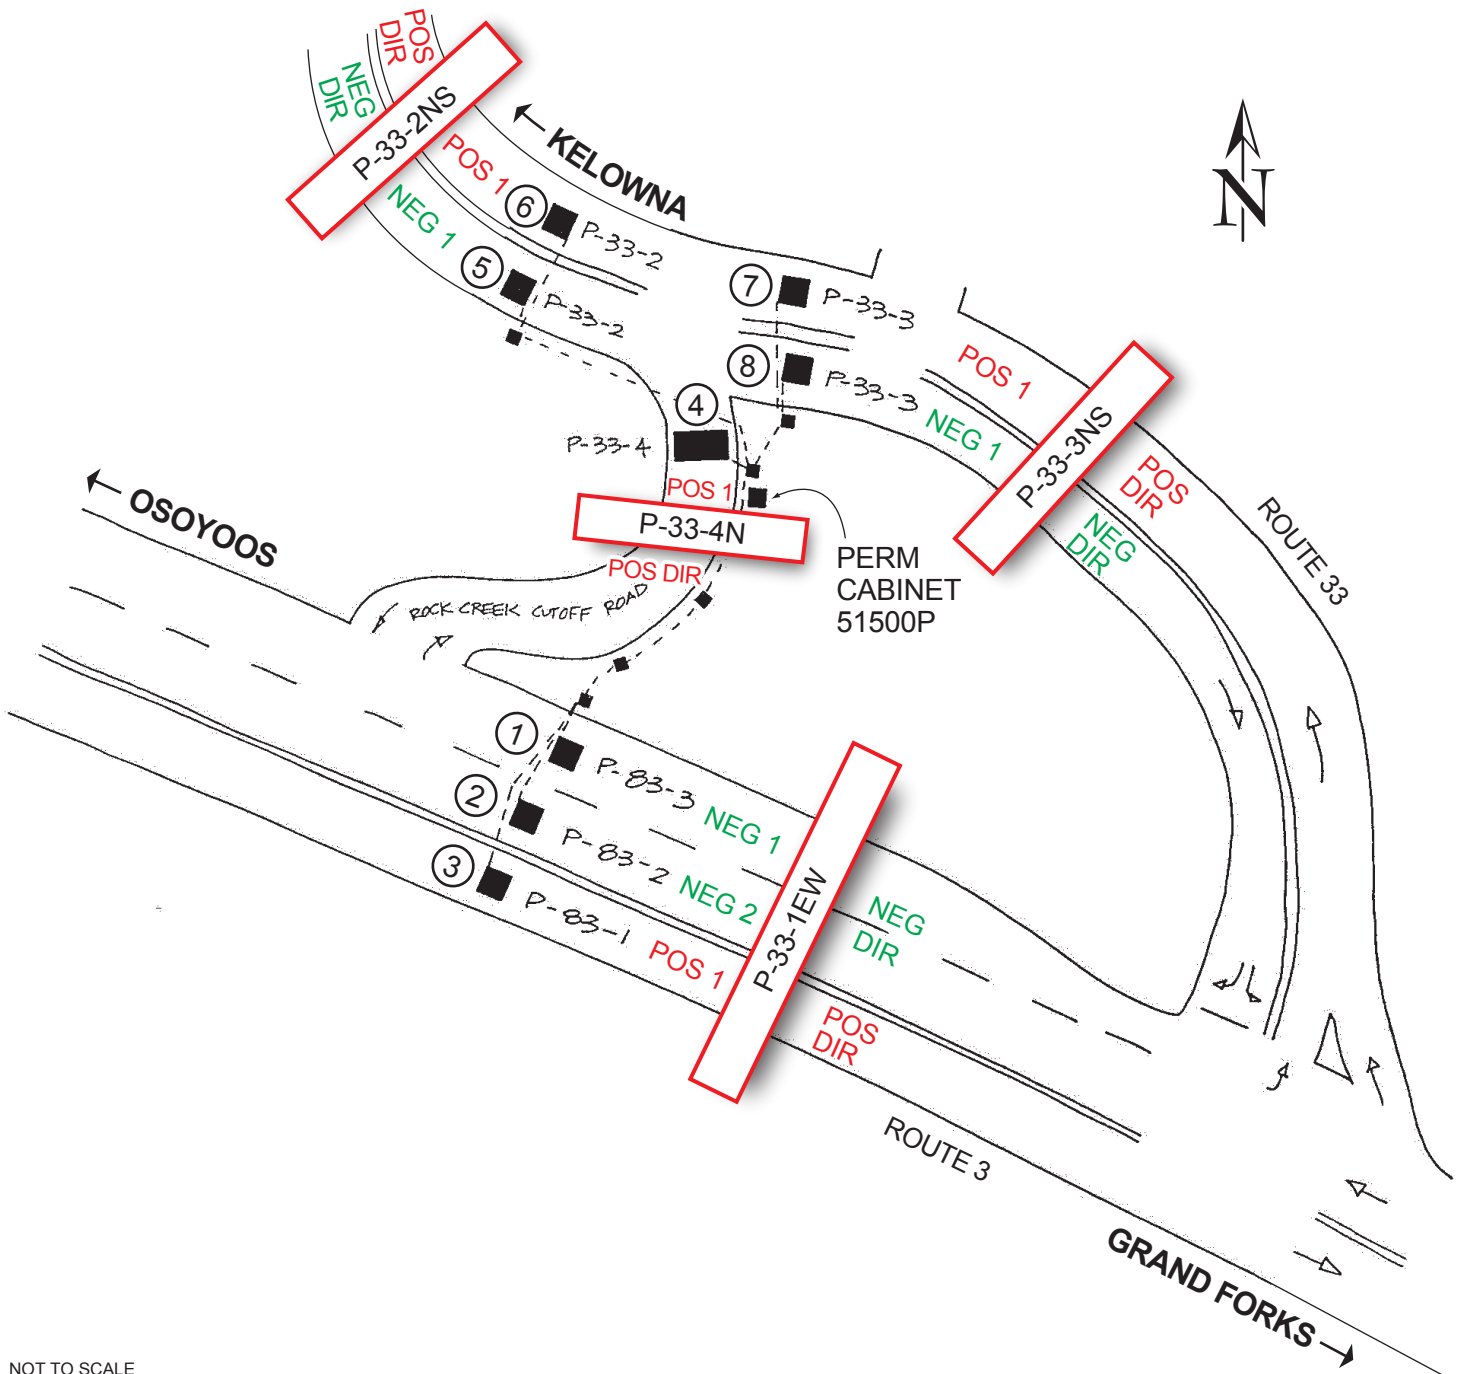 POS
DIR
NEG
DIR
P-33-2NS
POS 1
NEG 1
← KELOWNA
N
6
P-33-2
5
P-33-2
7
P-33-3
8
P-33-3
POS 1
NEG 1
P-33-3NS
POS
DIR
NEG
DIR
ROUTE 33
4
P-33-4
POS 1
P-33-4N
POS DIR
PERM
CABINET
51500P
← OSOYOOS
ROCK CREEK CUTOFF ROAD
1
P-83-3
NEG 1
2
P-83-2
NEG 2
3
P-83-1
POS 1
P-33-1EW
NEG
DIR
POS
DIR
ROUTE 3
GRAND FORKS →
NOT TO SCALE